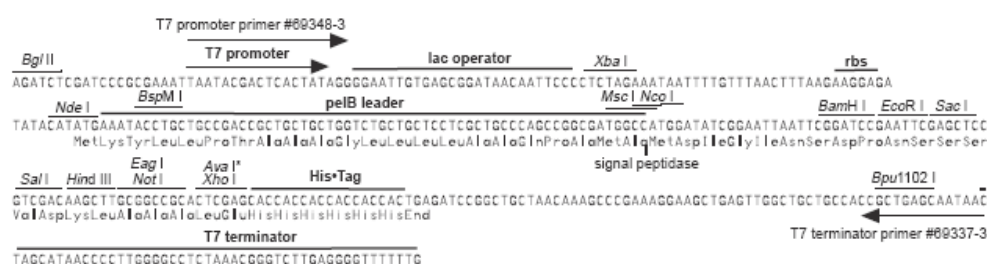 T7 promoter primer #69348-3
Bgl II T7 promoter lac operator Xba I rbs
AGATCTCGATCCCGCGAAATTAATACGACTCACTATAGGGGAATTGTGAGCGGATAACAATTCCCCTCTAGAAATAATTTTGTTTAACTTTAAGAAGGAGA
Nde I BspM I pelB leader Msc I Nco I BamH I EcoR I Sac I
TATACATATGAAATACCTGCTGCCGACCGCTGCTGCTGGTCTGCTGCTCCTCGCTGCCCAGCCGGCGATGGCCATGGATATCGGAATTAATTCGGATCCGAATTCGAGCTCC
MetLysTyrLeuLeuProThrAlaAlaAlaGlyLeuLeuLeuLeuAlaAlaGlnProAlaMetAlaMetAspIleGlyIleAsnSerAspProAsnSerSerSer
signal peptidase
Sal I Hind III Eag I Not I Ava I* Xho I His•Tag Bpu1102 I
GTCGACAAGCTTGCGGCCGCACTCGAGCACCACCACCACCACCACTGAGATCCGGCTGCTAACAAAGCCCGAAAGGAAGCTGAGTTGGCTGCTGCCACCGCTGAGCAATAAC
ValAspLysLeuAlaAlaAlaLeuGluHisHisHisHisHisHisEnd
T7 terminator T7 terminator primer #69337-3
TAGCATAACCCCTTGGGGCCTCTAAACGGGTCTTGAGGGGTTTTTTG